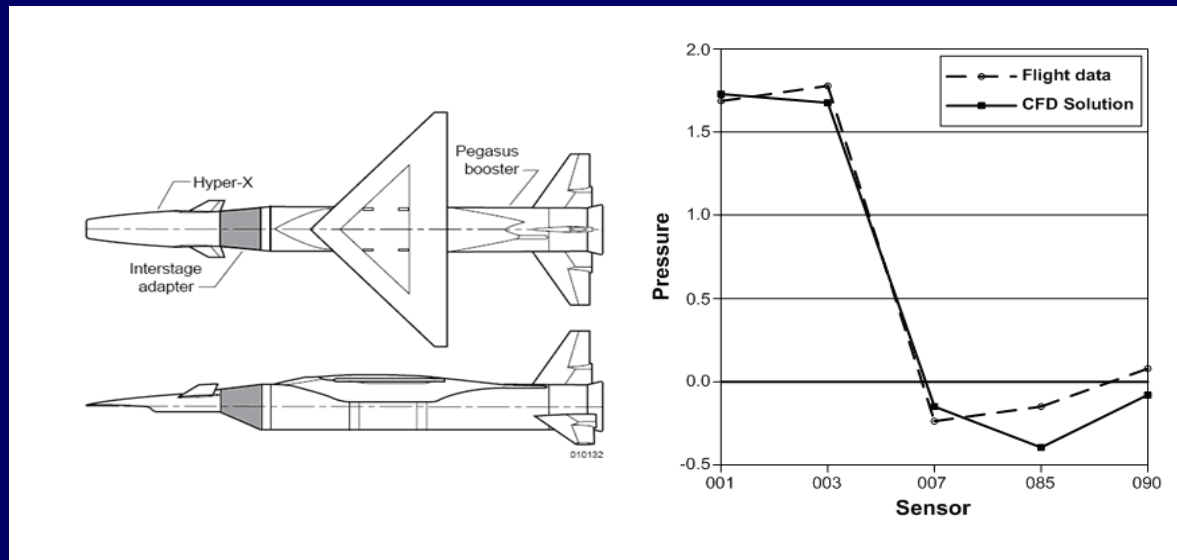 Hyper-X
Interstage
adapter
Pegasus
booster
010132
2.0
1.5
1.0
0.5
0.0
-0.5
Pressure
Flight data
CFD Solution
001 003 007 085 090
Sensor